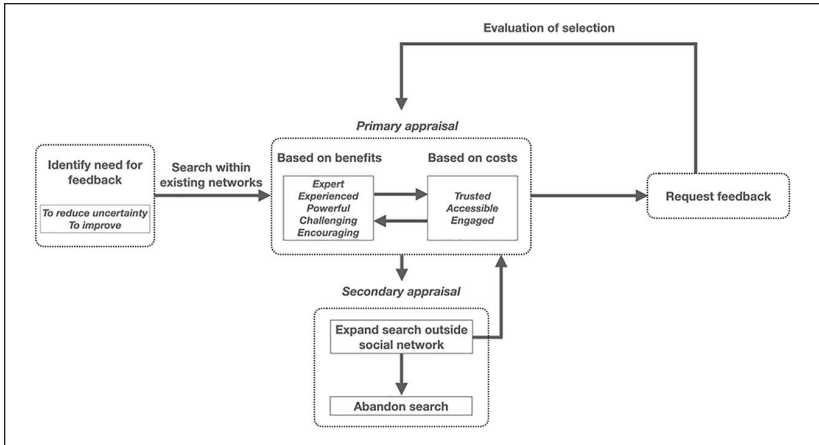 Evaluation of selection
Primary appraisal
Identify need for
feedback
To reduce uncertainty
To improve
Search within
existing networks
Based on benefits
Expert
Experienced
Powerful
Challenging
Encouraging
Based on costs
Trusted
Accessible
Engaged
Request feedback
Secondary appraisal
Expand search outside
social network
Abandon search